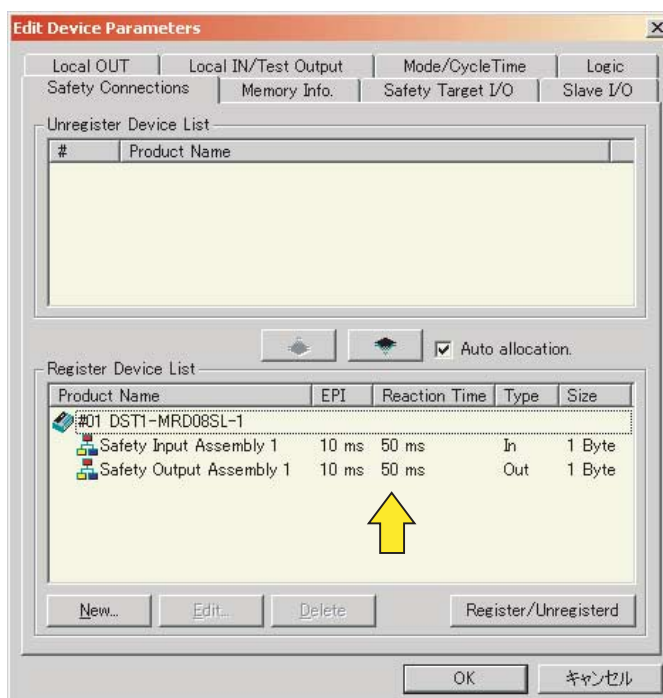 Edit Device Parameters
Local OUT Local IN/Test Output Mode/CycleTime Logic
Safety Connections Memory Info. Safety Target I/O Slave I/O
Unregister Device List
# Product Name
Auto allocation.
Register Device List
Product Name EPI Reaction Time Type Size
#01 DST1-MRD08SL-1
Safety Input Assembly 1 10 ms 50 ms In 1 Byte
Safety Output Assembly 1 10 ms 50 ms Out 1 Byte
New... Edit... Delete Register/Unregisterd
OK キャンセル